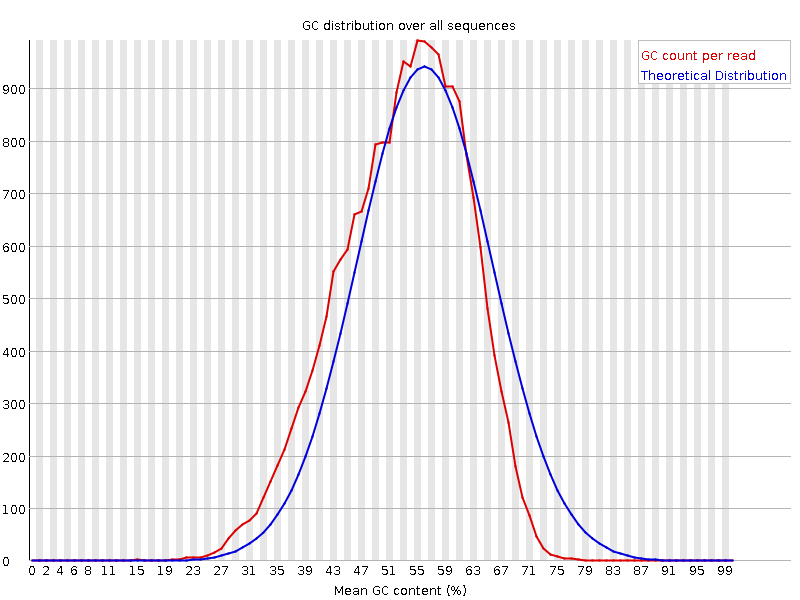 GC distribution over all sequences
GC count per read
Theoretical Distribution
900
800
700
600
500
400
300
200
100
0
0 2 4 6 8 11 15 19 23 27 31 35 39 43 47 51 55 59 63 67 71 75 79 83 87 91 95 99
Mean GC content (%)